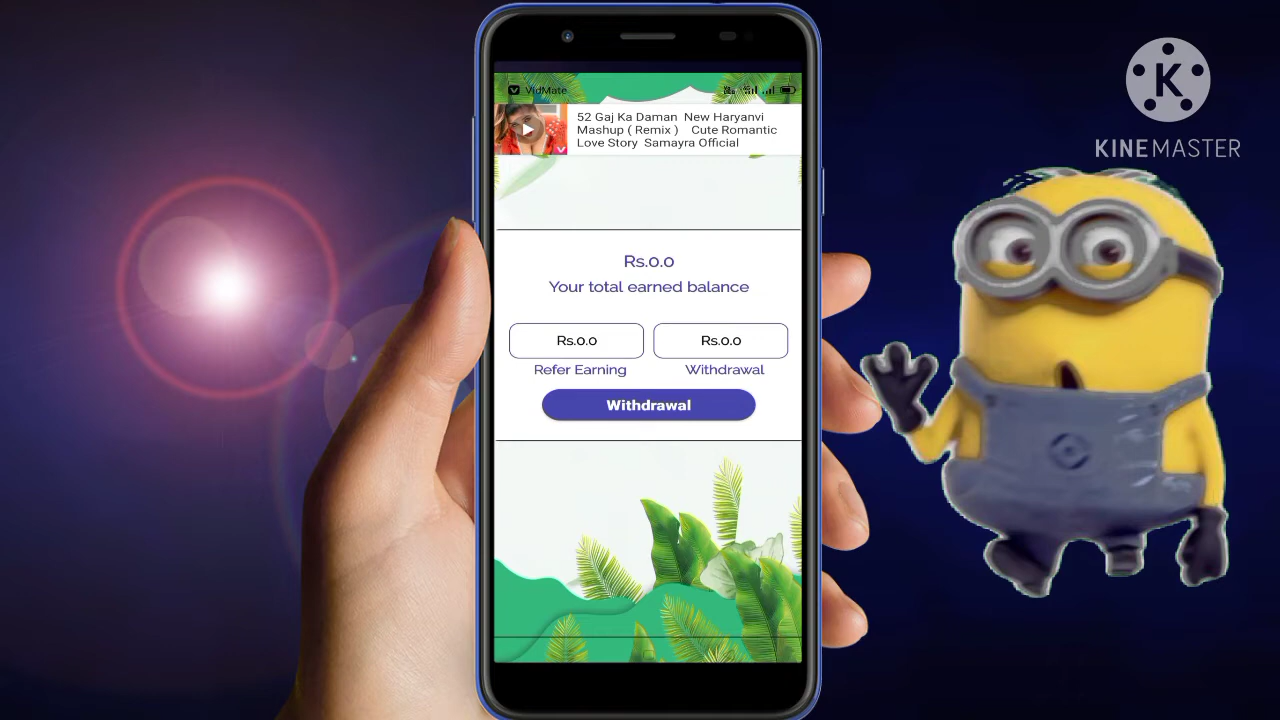 VidMate
52 Gaj Ka Daman New Haryanvi
Mashup ( Remix ) Cute Romantic
Love Story Samayra Official
K
KINEMASTER
Rs.0.0
Your total earned balance
Rs.0.0 Rs.0.0
Refer Earning Withdrawal
Withdrawal